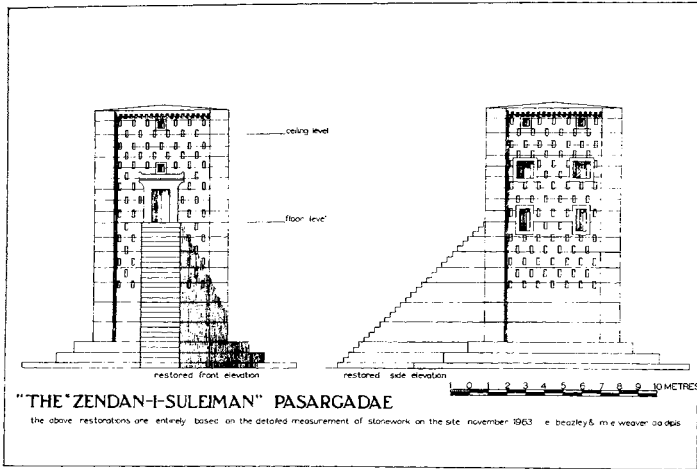 ceiling level
floor level
restored front elevation
restored side elevation
1 0 1 2 3 4 5 6 7 8 9 10 METRES
"THE "ZENDAN-I-SULEIMAN" PASARGADAE
the above restorations are entirely based on the detailed measurement of stonework on the site november 1963 e beazley & m e weaver aa dpls